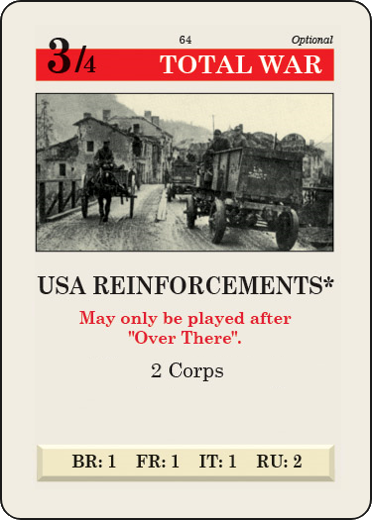 64
Optional
3/4
TOTAL WAR
USA REINFORCEMENTS*
May only be played after
"Over There".
2 Corps
BR: 1 FR: 1 IT: 1 RU: 2